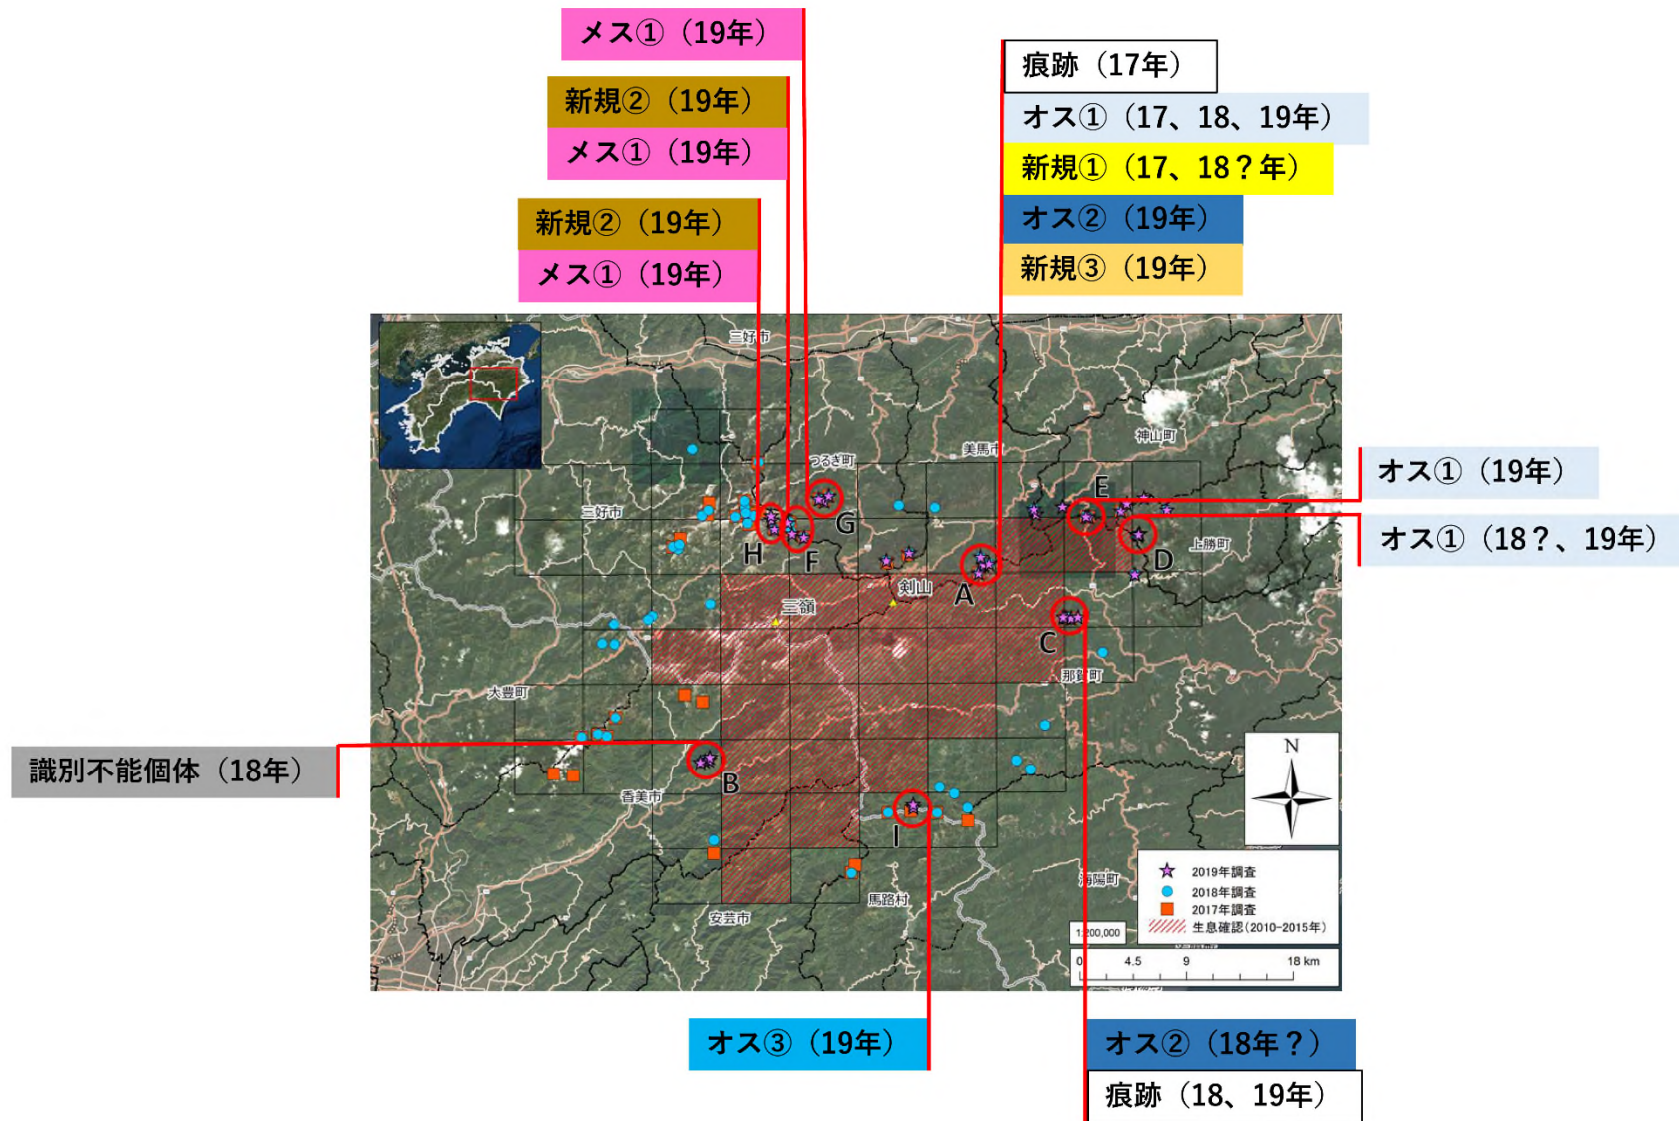 メス①（19年）
新規②（19年）
メス①（19年）
新規②（19年）
メス①（19年）
痕跡（17年）
オス①（17、18、19年）
新規①（17、18？年）
オス②（19年）
新規③（19年）
三好市
神山町
美馬市
つるぎ町
オス①（19年）
E
G
三好市
オス①（18？、19年）
H
F
D
上勝町
A
剣山
三嶺
C
那賀町
大豊町
識別不能個体（18年）
B
香美市
N
I
海陽町
馬路村
安芸市
2019年調査
2018年調査
2017年調査
生息確認(2010-2015年)
1:200,000
0 4.5 9 18 km
オス③（19年）
オス②（18年？）
痕跡（18、19年）